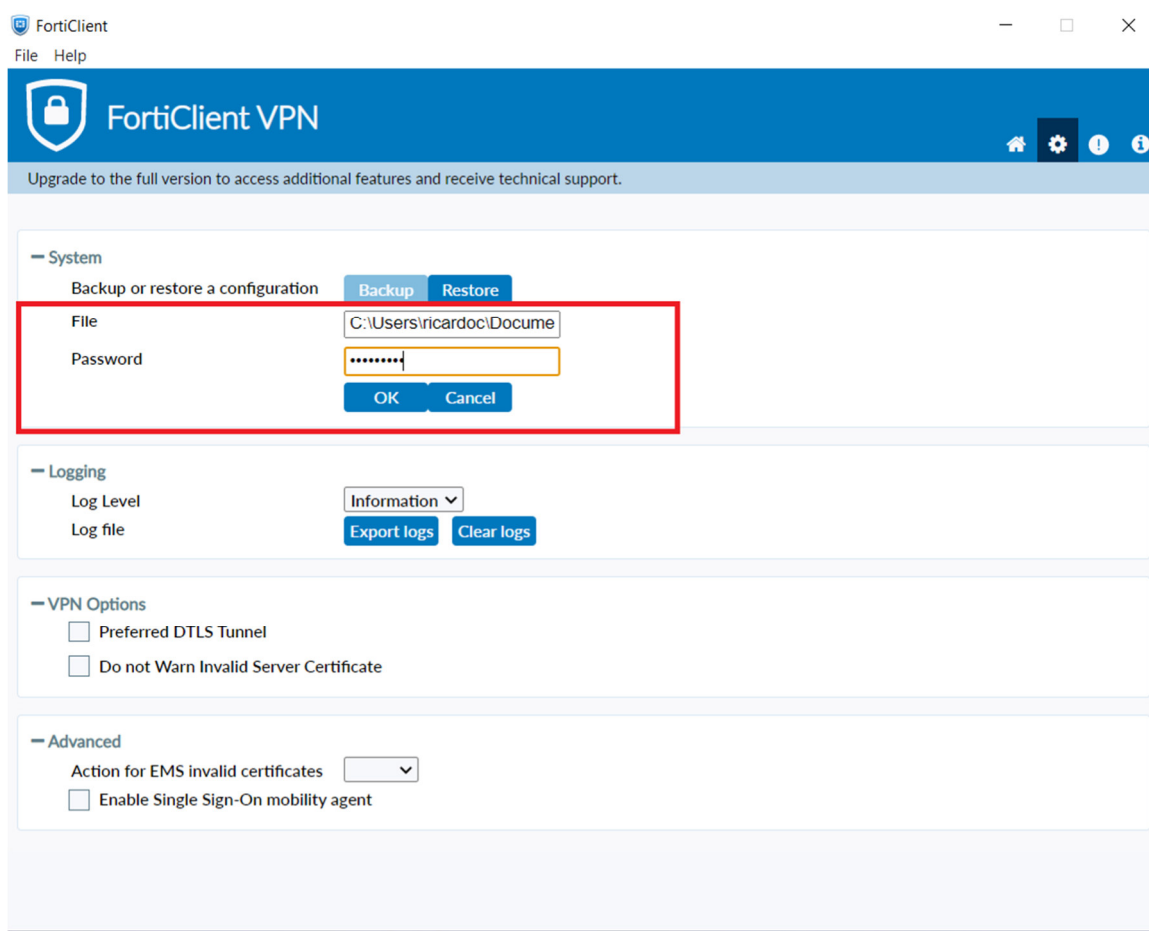 FortiClient
File Help
FortiClient VPN
Upgrade to the full version to access additional features and receive technical support.
System
Backup or restore a configuration Backup Restore
File C:\Users\ricardoc\Docume
Password •••••••••
OK Cancel
Logging
Log Level Information
Log file Export logs Clear logs
VPN Options
Preferred DTLS Tunnel
Do not Warn Invalid Server Certificate
Advanced
Action for EMS invalid certificates
Enable Single Sign-On mobility agent